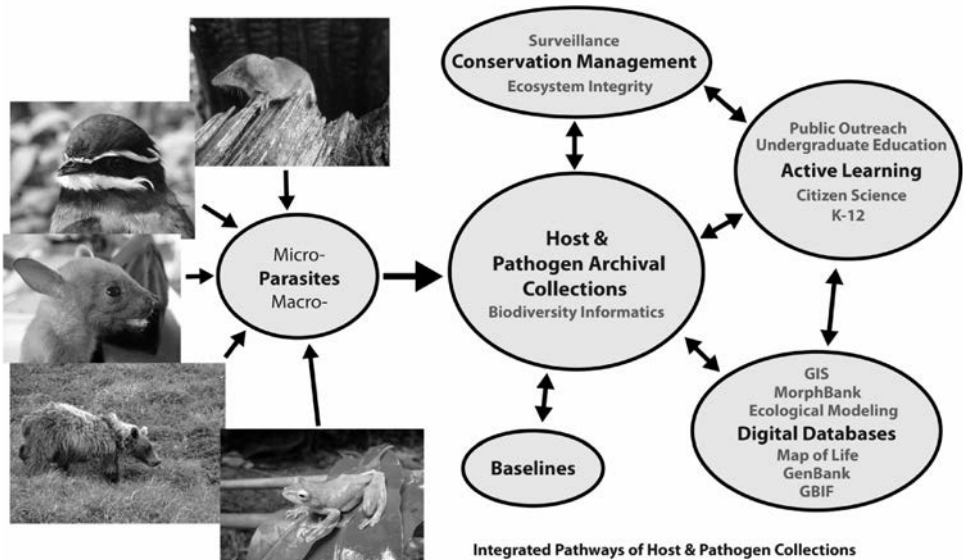 Surveillance
Conservation Management
Ecosystem Integrity
Public Outreach
Undergraduate Education
Active Learning
Citizen Science
K-12
Micro-
Parasites
Macro-
Host &
Pathogen Archival
Collections
Biodiversity Informatics
GIS
MorphBank
Ecological Modeling
Digital Databases
Map of Life
GenBank
GBIF
Baselines
Integrated Pathways of Host & Pathogen Collections